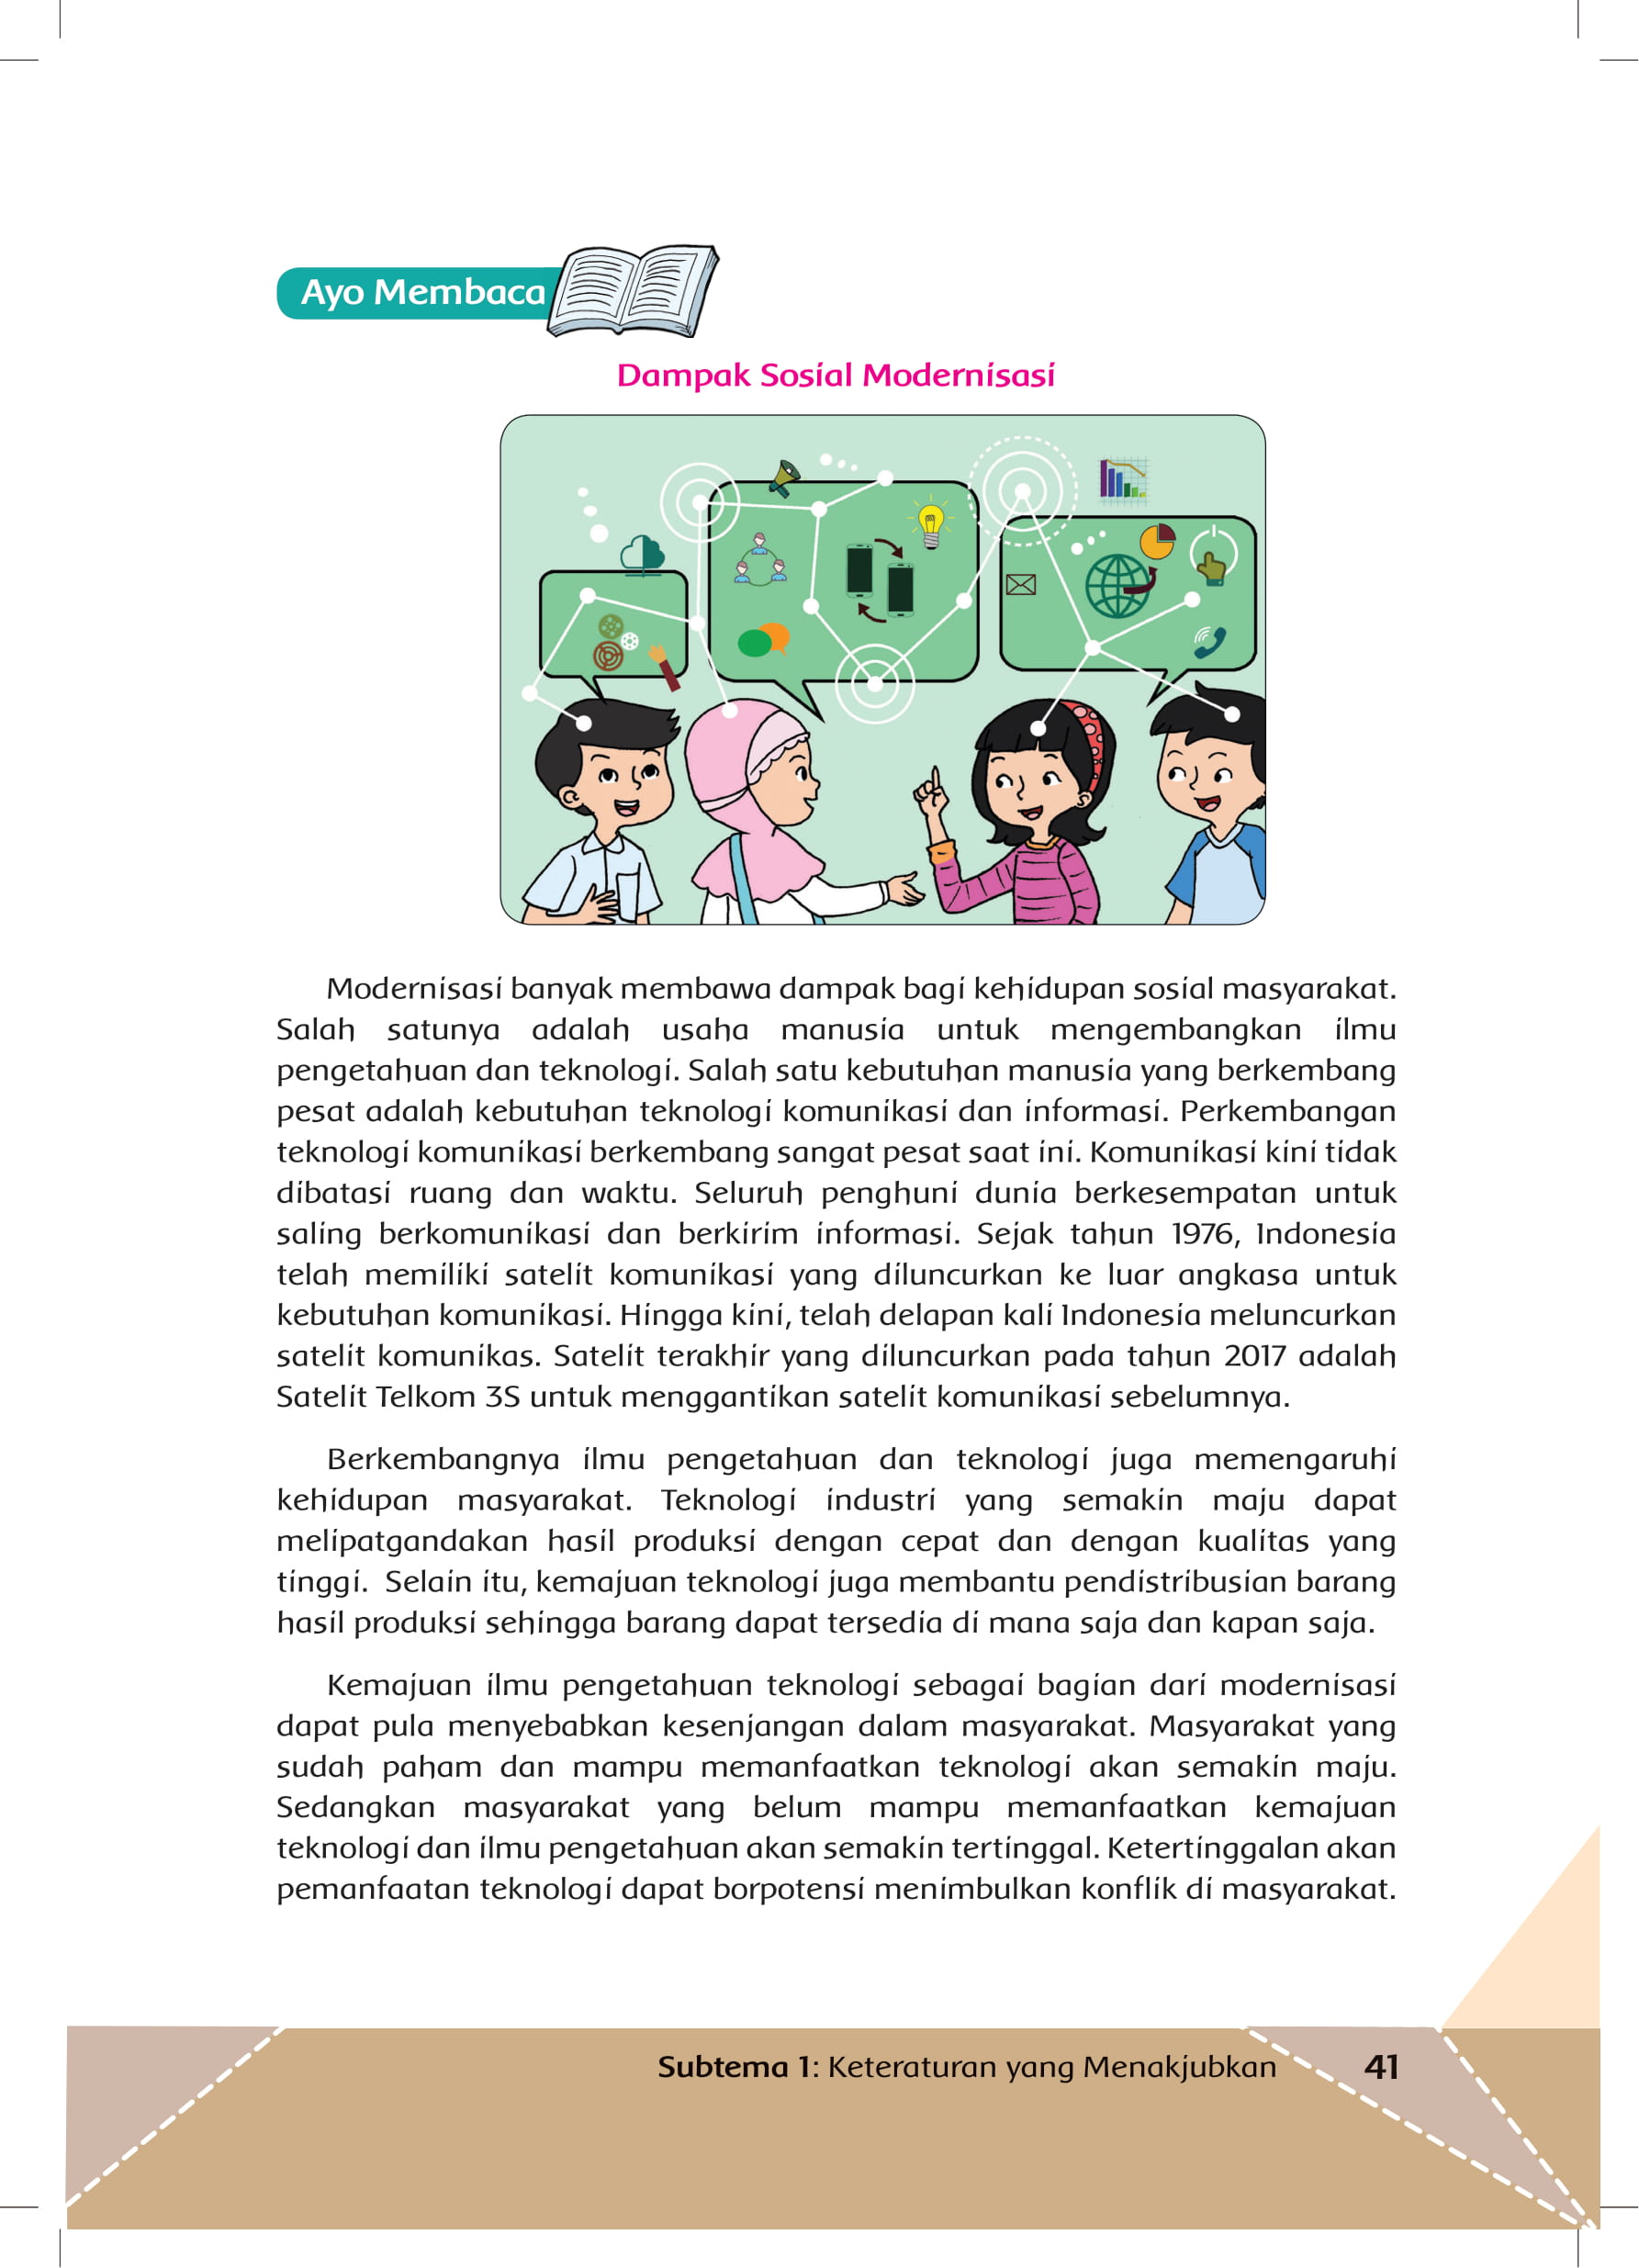 Ayo Membaca
Dampak Sosial Modernisasi
Modernisasi banyak membawa dampak bagi kehidupan sosial masyarakat.
Salah satunya adalah usaha manusia untuk mengembangkan ilmu
pengetahuan dan teknologi. Salah satu kebutuhan manusia yang berkembang
pesat adalah kebutuhan teknologi komunikasi dan informasi. Perkembangan
teknologi komunikasi berkembang sangat pesat saat ini. Komunikasi kini tidak
dibatasi ruang dan waktu. Seluruh penghuni dunia berkesempatan untuk
saling berkomunikasi dan berkirim informasi. Sejak tahun 1976, Indonesia
telah memiliki satelit komunikasi yang diluncurkan ke luar angkasa untuk
kebutuhan komunikasi. Hingga kini, telah delapan kali Indonesia meluncurkan
satelit komunikas. Satelit terakhir yang diluncurkan pada tahun 2017 adalah
Satelit Telkom 3S untuk menggantikan satelit komunikasi sebelumnya.
Berkembangnya ilmu pengetahuan dan teknologi juga memengaruhi
kehidupan masyarakat. Teknologi industri yang semakin maju dapat
melipatgandakan hasil produksi dengan cepat dan dengan kualitas yang
tinggi. Selain itu, kemajuan teknologi juga membantu pendistribusian barang
hasil produksi sehingga barang dapat tersedia di mana saja dan kapan saja.
Kemajuan ilmu pengetahuan teknologi sebagai bagian dari modernisasi
dapat pula menyebabkan kesenjangan dalam masyarakat. Masyarakat yang
sudah paham dan mampu memanfaatkan teknologi akan semakin maju.
Sedangkan masyarakat yang belum mampu memanfaatkan kemajuan
teknologi dan ilmu pengetahuan akan semakin tertinggal. Ketertinggalan akan
pemanfaatan teknologi dapat borpotensi menimbulkan konflik di masyarakat.
Subtema 1: Keteraturan yang Menakjubkan 41